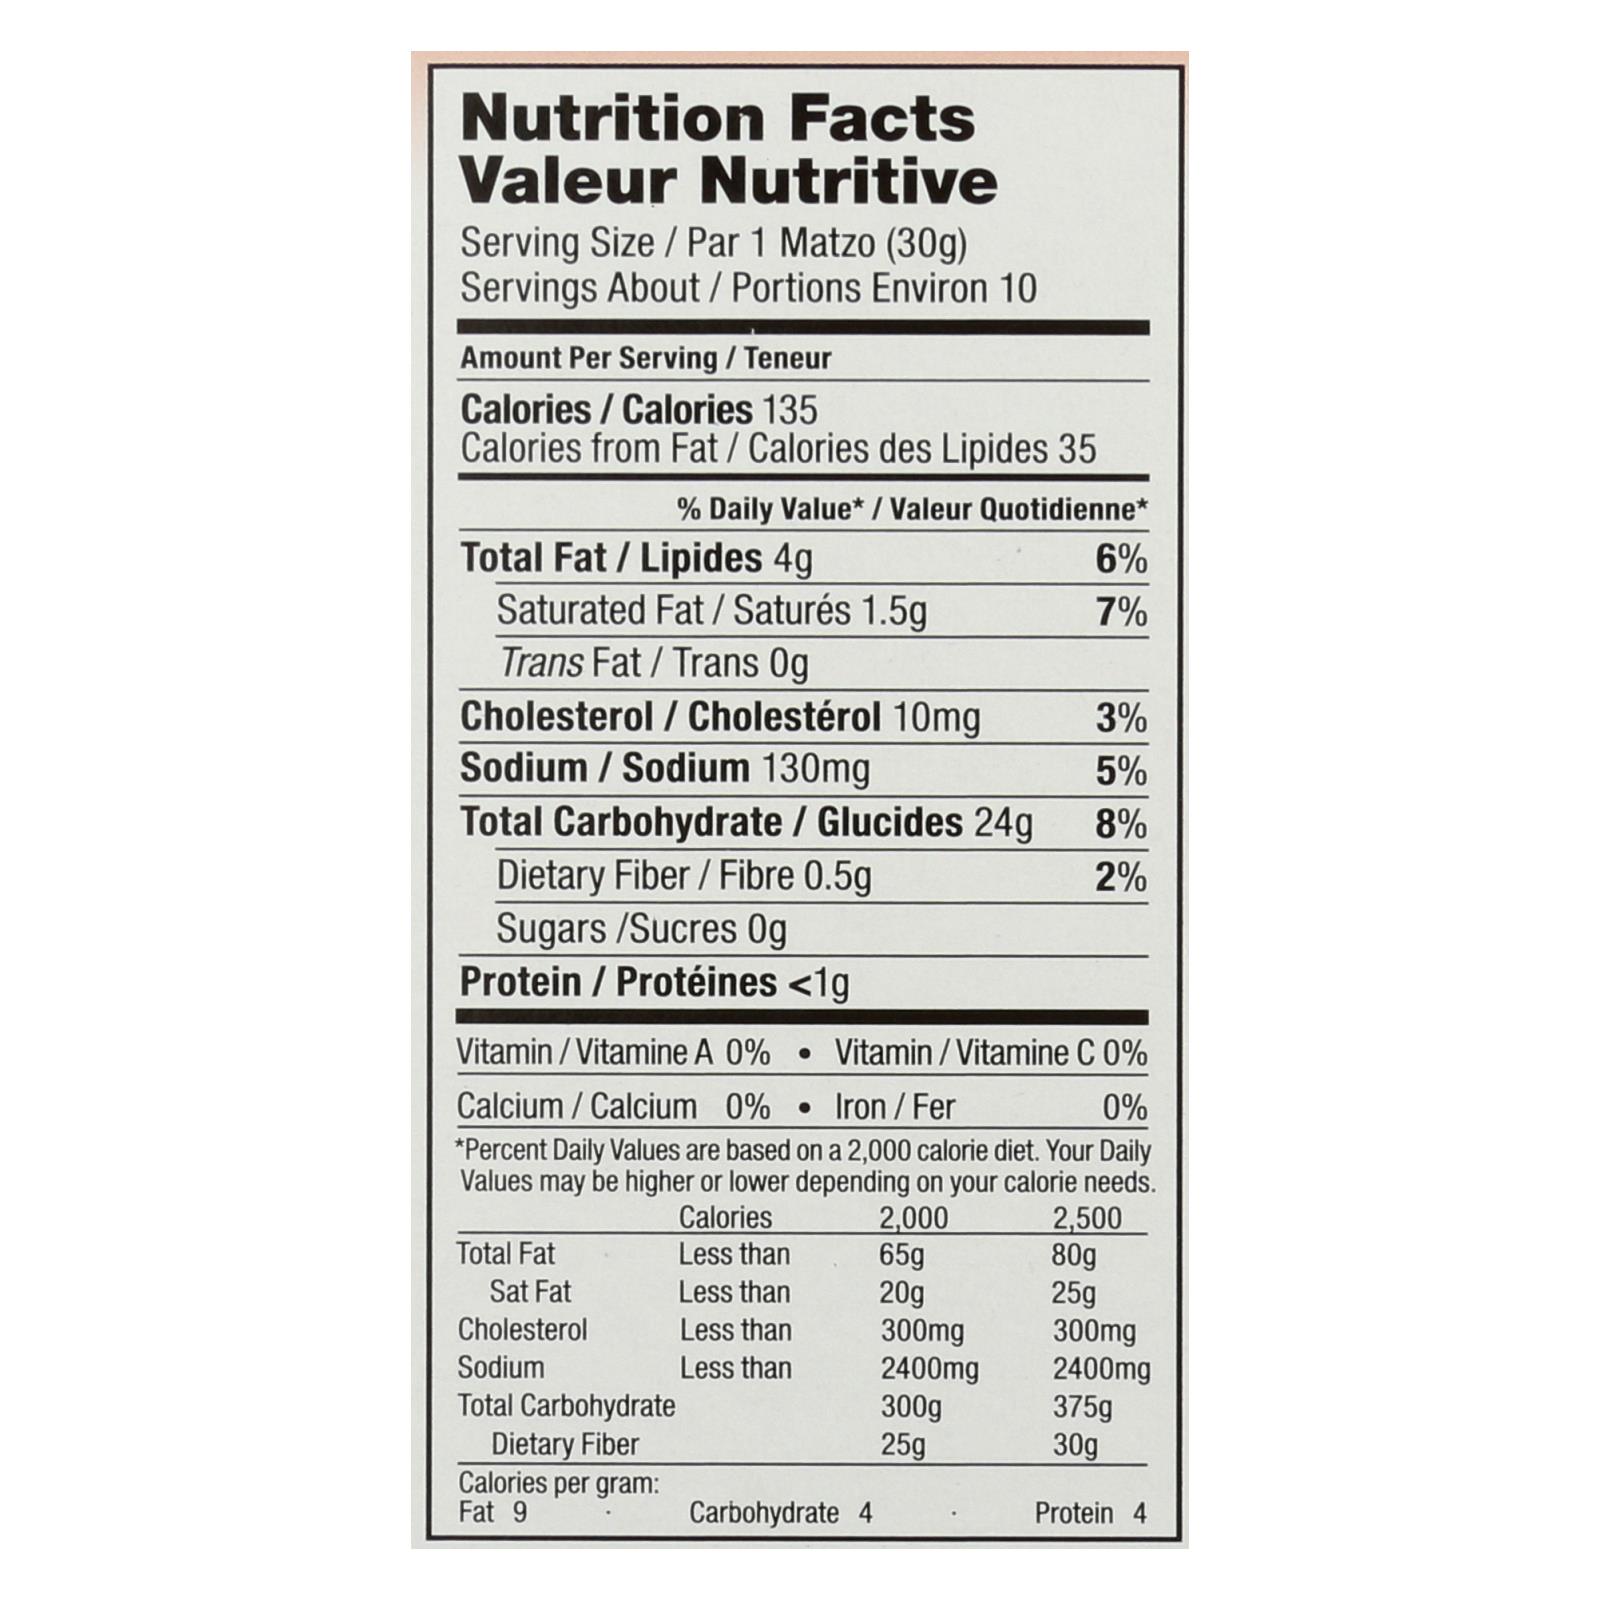 Nutrition Facts
Valeur Nutritive
Serving Size / Par 1 Matzo (30g)
Servings About / Portions Environ 10
Amount Per Serving / Teneur
Calories / Calories 135
Calories from Fat / Calories des Lipides 35
% Daily Value* / Valeur Quotidienne*
Total Fat / Lipides 4g 6%
Saturated Fat / Saturés 1.5g 7%
Trans Fat / Trans 0g
Cholesterol / Cholestérol 10mg 3%
Sodium / Sodium 130mg 5%
Total Carbohydrate / Glucides 24g 8%
Dietary Fiber / Fibre 0.5g 2%
Sugars /Sucres 0g
Protein / Protéines <1g
Vitamin / Vitamine A 0% • Vitamin / Vitamine C 0%
Calcium / Calcium 0% • Iron / Fer 0%
*Percent Daily Values are based on a 2,000 calorie diet. Your Daily
Values may be higher or lower depending on your calorie needs.
Calories 2,000 2,500
Total Fat Less than 65g 80g
Sat Fat Less than 20g 25g
Cholesterol Less than 300mg 300mg
Sodium Less than 2400mg 2400mg
Total Carbohydrate 300g 375g
Dietary Fiber 25g 30g
Calories per gram:
Fat 9 · Carbohydrate 4 · Protein 4